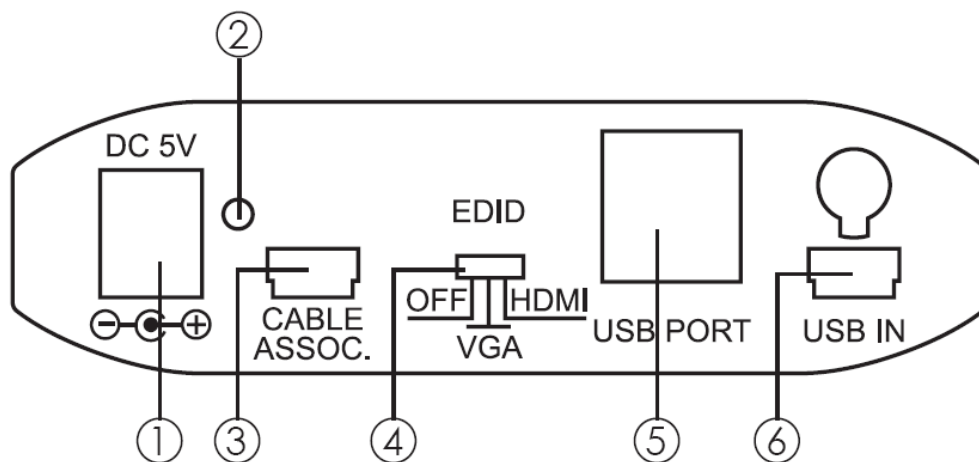 ②
DC 5V
EDID
OFF HDMI
VGA
CABLE
ASSOC.
USB PORT
USB IN
① ③ ④ ⑤ ⑥